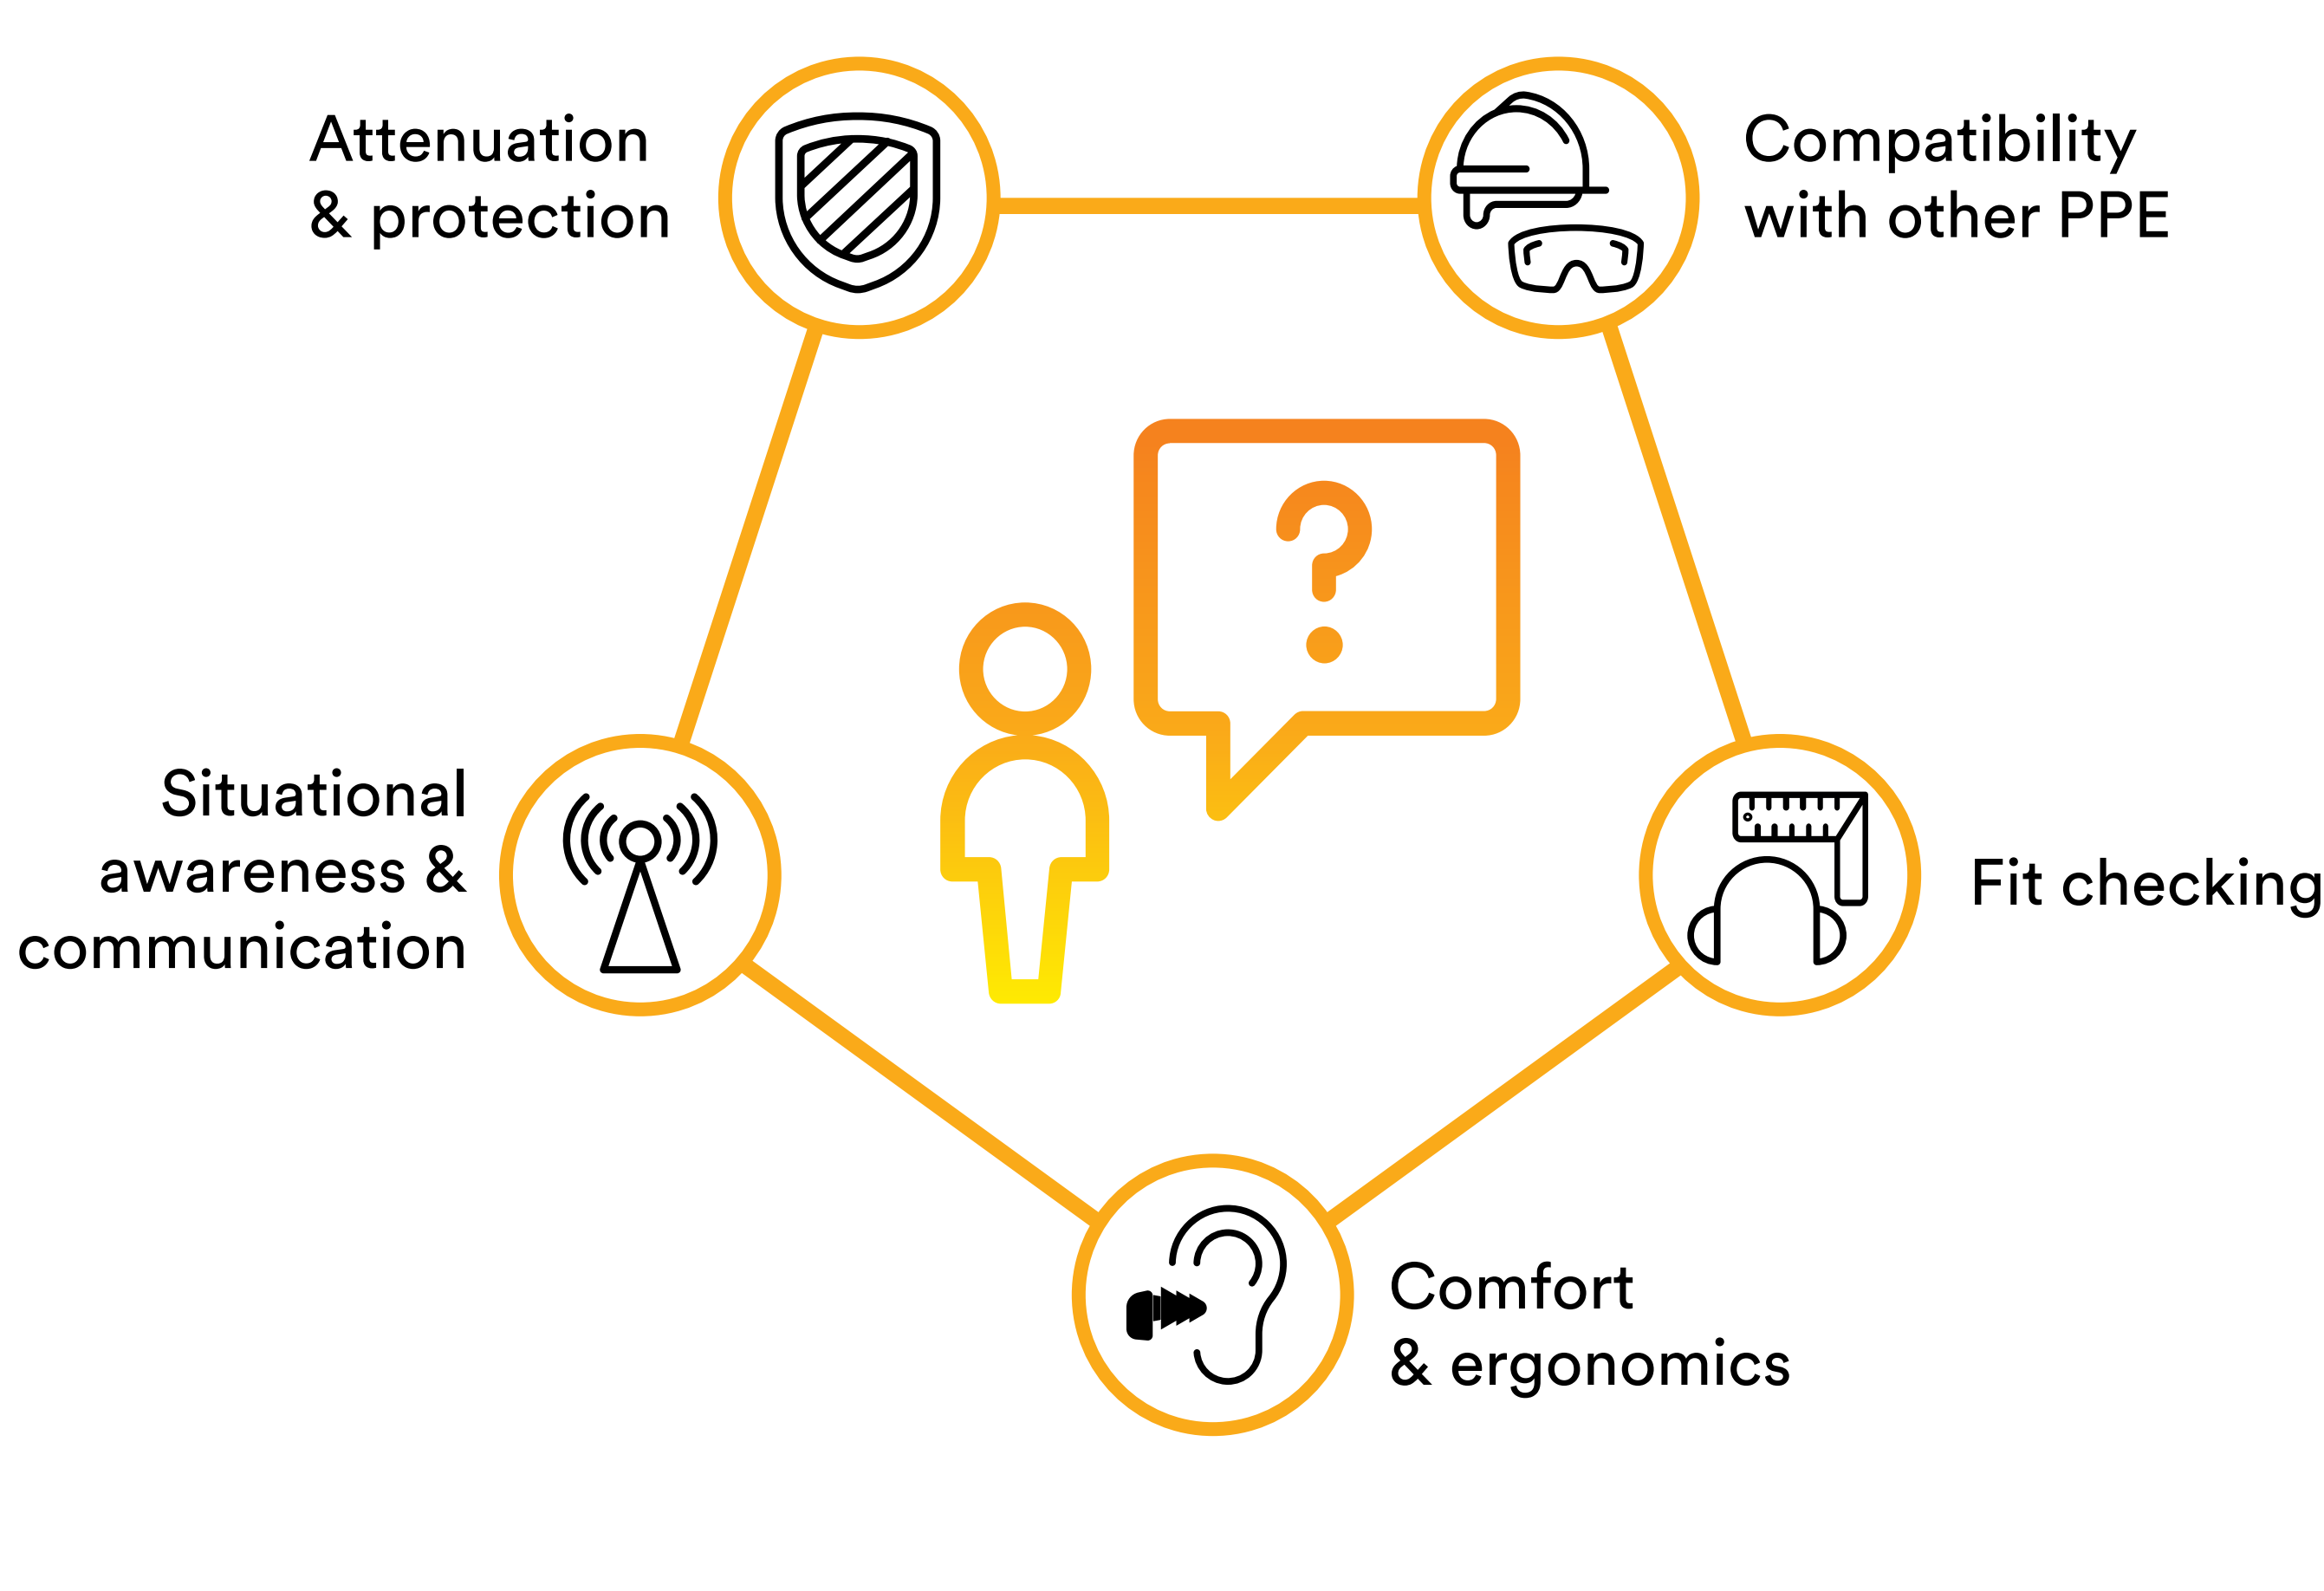 Attenuation
& protection
Compatibility
with other PPE
Situational
awareness &
communication
Fit checking
Comfort
& ergonomics
?